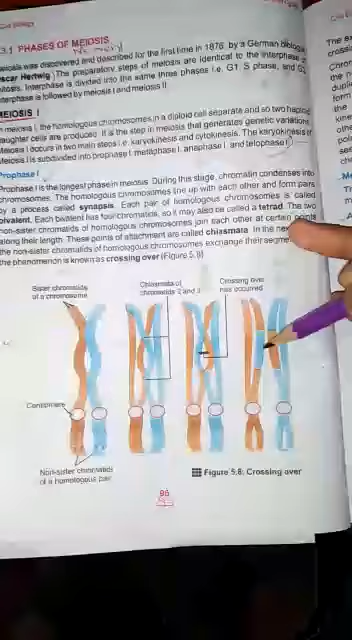 Cell Biology
3.1 PHASES OF MEIOSIS
Meiosis was discovered and described for the first time in 1876, by a German biologist
Oscar Hertwig. The preparatory steps of meiosis are identical to the interphase of
mitosis. Interphase is divided into the same three phases i.e. G1, S phase, and G2
Interphase is followed by meiosis I and meiosis II.
MEIOSIS I
In meiosis I, the homologous chromosomes in a diploid cell separate and so two haploid
daughter cells are produced. It is the step in meiosis that generates genetic variations.
Meiosis I occurs in two main steps i.e. karyokinesis and cytokinesis. The karyokinesis of
Meiosis I is subdivided into prophase I, metaphase I, anaphase I, and telophase I.
Prophase I
Prophase I is the longest phase in meiosis. During this stage, chromatin condenses into
chromosomes. The homologous chromosomes line up with each other and form pairs
by a process called synapsis. Each pair of homologous chromosomes is called
bivalent. Each bivalent has four chromatids, so it may also be called a tetrad. The two
non-sister chromatids of homologous chromosomes join each other at certain points
along their length. These points of attachment are called chiasmata. In the next
the non-sister chromatids of homologous chromosomes exchange their segments
the phenomenon is known as crossing over (Figure 5.8)
Sister chromatids
of a chromosome
Chiasmata of
chromatids 2 and 3
Crossing over
has occurred
Centromere
Non-sister chromatids
of a homologous pair
Figure 5.8: Crossing over